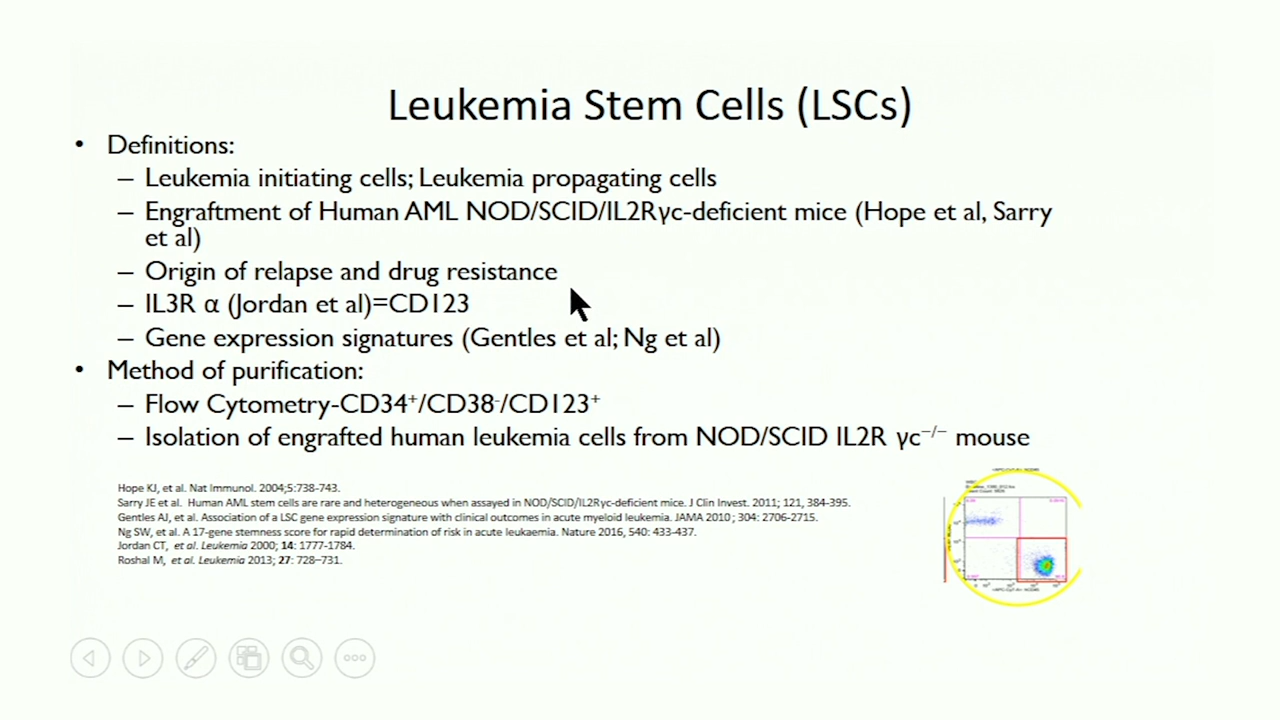 Leukemia Stem Cells (LSCs)
• Definitions:
– Leukemia initiating cells; Leukemia propagating cells
– Engraftment of Human AML NOD/SCID/IL2Rγc-deficient mice (Hope et al, Sarry
et al)
– Origin of relapse and drug resistance
– IL3R α (Jordan et al)=CD123
– Gene expression signatures (Gentles et al; Ng et al)
• Method of purification:
– Flow Cytometry-CD34⁺/CD38⁻/CD123⁺
– Isolation of engrafted human leukemia cells from NOD/SCID IL2R γc⁻/⁻ mouse
Hope KJ, et al. Nat Immunol. 2004;5:738-743.
Sarry JE et al. Human AML stem cells are rare and heterogeneous when assayed in NOD/SCID/IL2Rγc-deficient mice. J Clin Invest. 2011; 121, 384-395.
Gentles AJ, et al. Association of a LSC gene expression signature with clinical outcomes in acute myeloid leukemia. JAMA 2010; 304: 2706-2715.
Ng SW, et al. A 17-gene stemness score for rapid determination of risk in acute leukaemia. Nature 2016, 540: 433-437.
Jordan CT, et al. Leukemia 2000; 14: 1777-1784.
Roshal M, et al. Leukemia 2013; 27: 728–731.